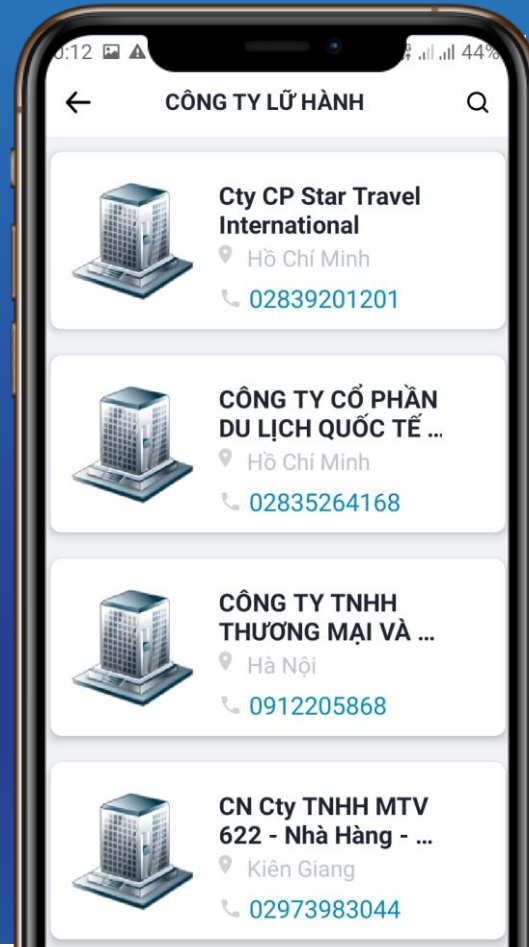 0:12 44%
CÔNG TY LỮ HÀNH
Cty CP Star Travel
International
Hồ Chí Minh
02839201201
CÔNG TY CỔ PHẦN
DU LỊCH QUỐC TẾ ...
Hồ Chí Minh
02835264168
CÔNG TY TNHH
THƯƠNG MẠI VÀ ...
Hà Nội
0912205868
CN Cty TNHH MTV
622 - Nhà Hàng - ...
Kiên Giang
02973983044